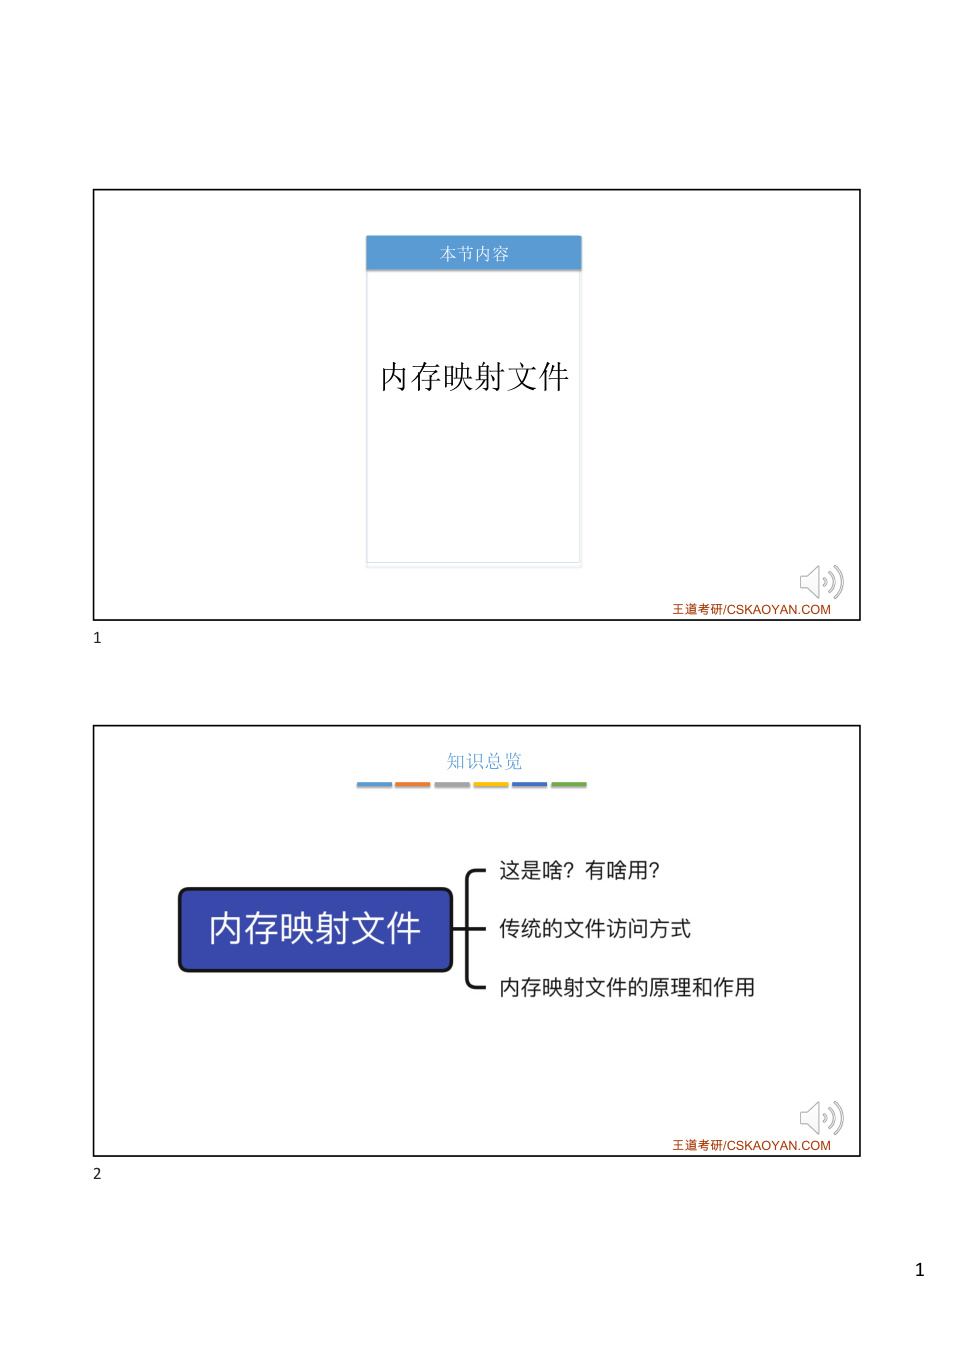 本节内容
内存映射文件
王道考研/CSKAOYAN.COM
1
知识总览
内存映射文件
这是啥？有啥用？
传统的文件访问方式
内存映射文件的原理和作用
王道考研/CSKAOYAN.COM
2
1